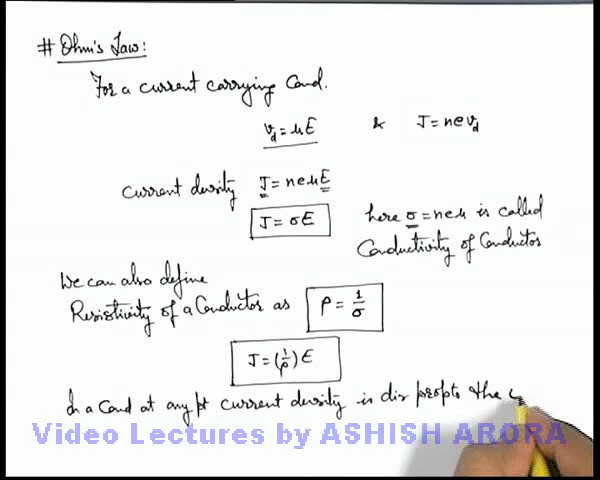 # Ohm's Law:
For a current carrying Cond.
v_d = μE & J = nev_d
current density J = neμE
J = σE
here σ = neμ is called
Conductivity of Conductor
We can also define
Resistivity of a Conductor as ρ = 1/σ
J = (1/ρ) E
In a Cond at any pt current density is dir propto the
Video Lectures by ASHISH ARORA